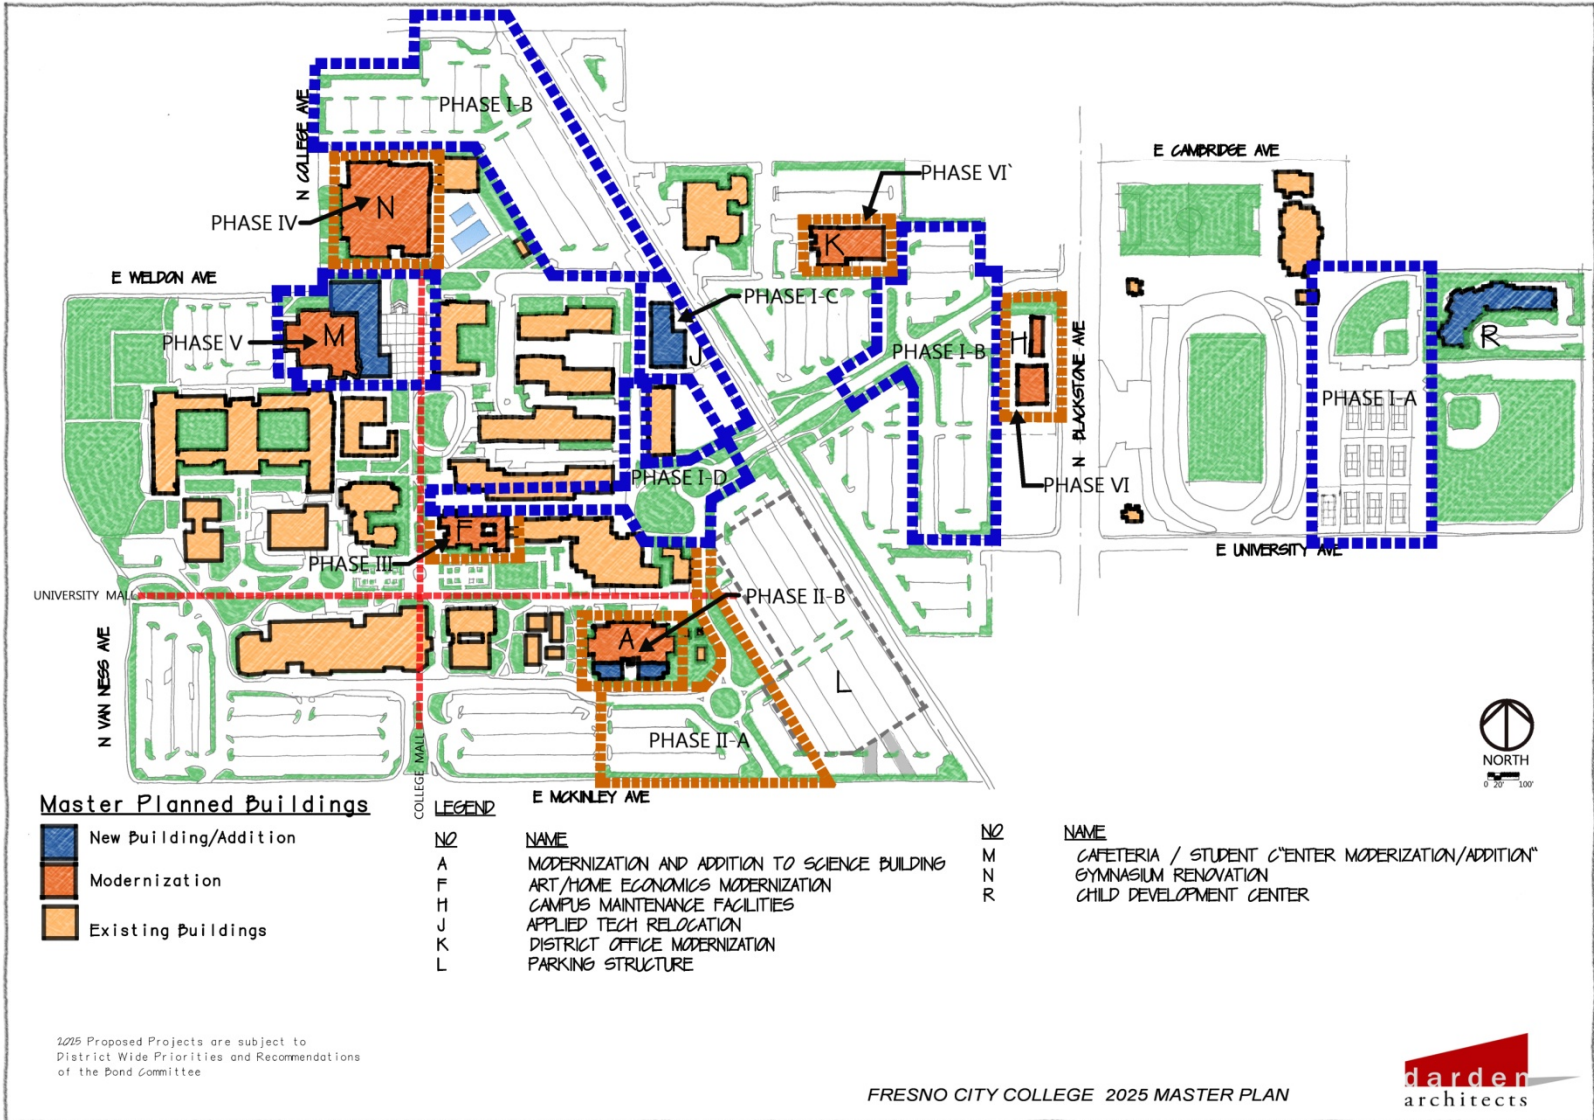 PHASE I-B
N COLLEGE AVE
E CAMBRIDGE AVE
PHASE VI`
N
PHASE IV
K
E WELDON AVE
PHASE I-C
PHASE V
M
J
PHASE I-B
H
R
N BLACKSTONE AVE
PHASE I-A
PHASE I-D
PHASE VI
F
E UNIVERSITY AVE
PHASE III
UNIVERSITY MALL
PHASE II-B
A
N VAN NESS AVE
L
PHASE II-A
COLLEGE MALL
NORTH
0 20' 100'
E MCKINLEY AVE
Master Planned Buildings
New Building/Addition
Modernization
Existing Buildings
LEGEND
NO NAME
A MODERNIZATION AND ADDITION TO SCIENCE BUILDING
F ART/HOME ECONOMICS MODERNIZATION
H CAMPUS MAINTENANCE FACILITIES
J APPLIED TECH RELOCATION
K DISTRICT OFFICE MODERNIZATION
L PARKING STRUCTURE
NO NAME
M CAFETERIA / STUDENT C"ENTER MODERIZATION/ADDITION"
N GYMNASIUM RENOVATION
R CHILD DEVELOPMENT CENTER
2025 Proposed Projects are subject to
District Wide Priorities and Recommendations
of the Bond Committee
FRESNO CITY COLLEGE 2025 MASTER PLAN
darden
architects